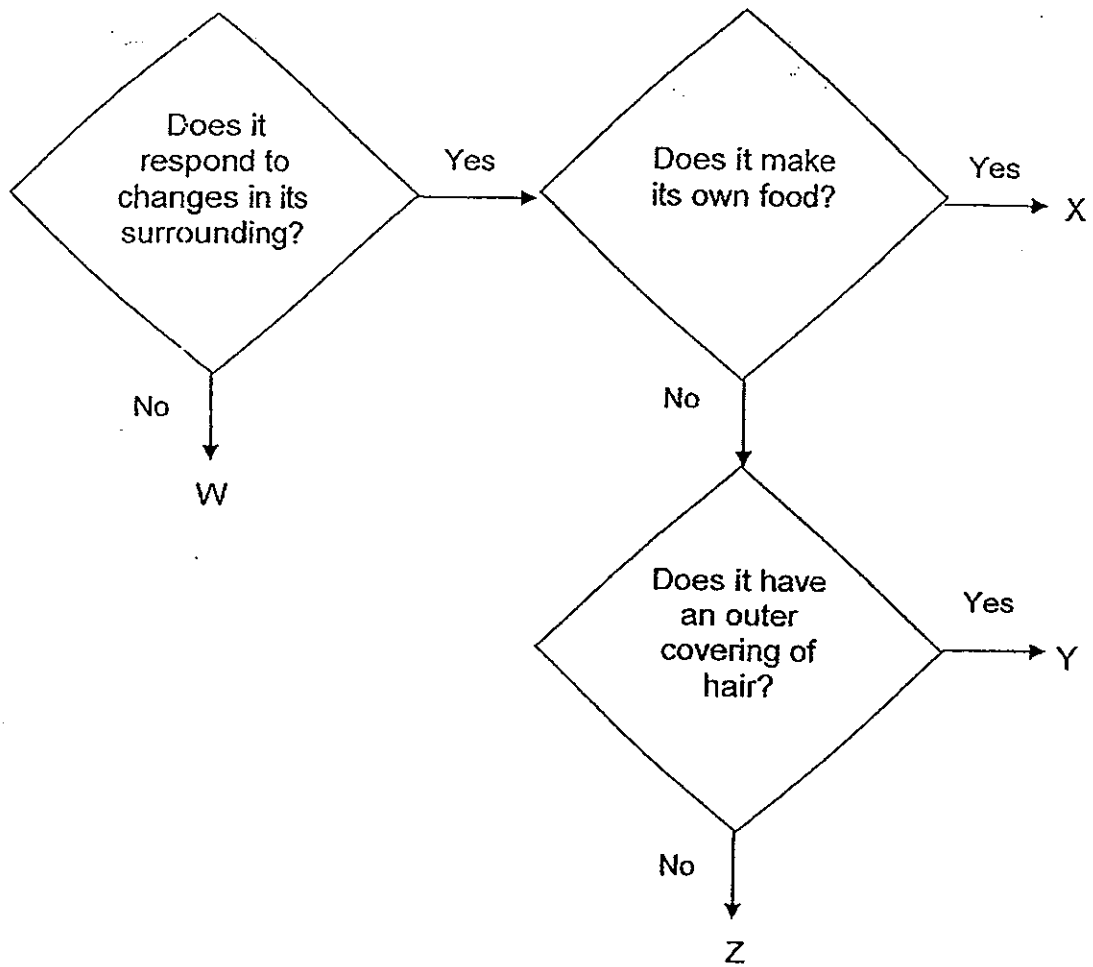 Does it
respond to
changes in its
surrounding?
Yes
Does it make
its own food?
Yes
X
No
W
No
Does it have
an outer
covering of
hair?
Yes
Y
No
Z